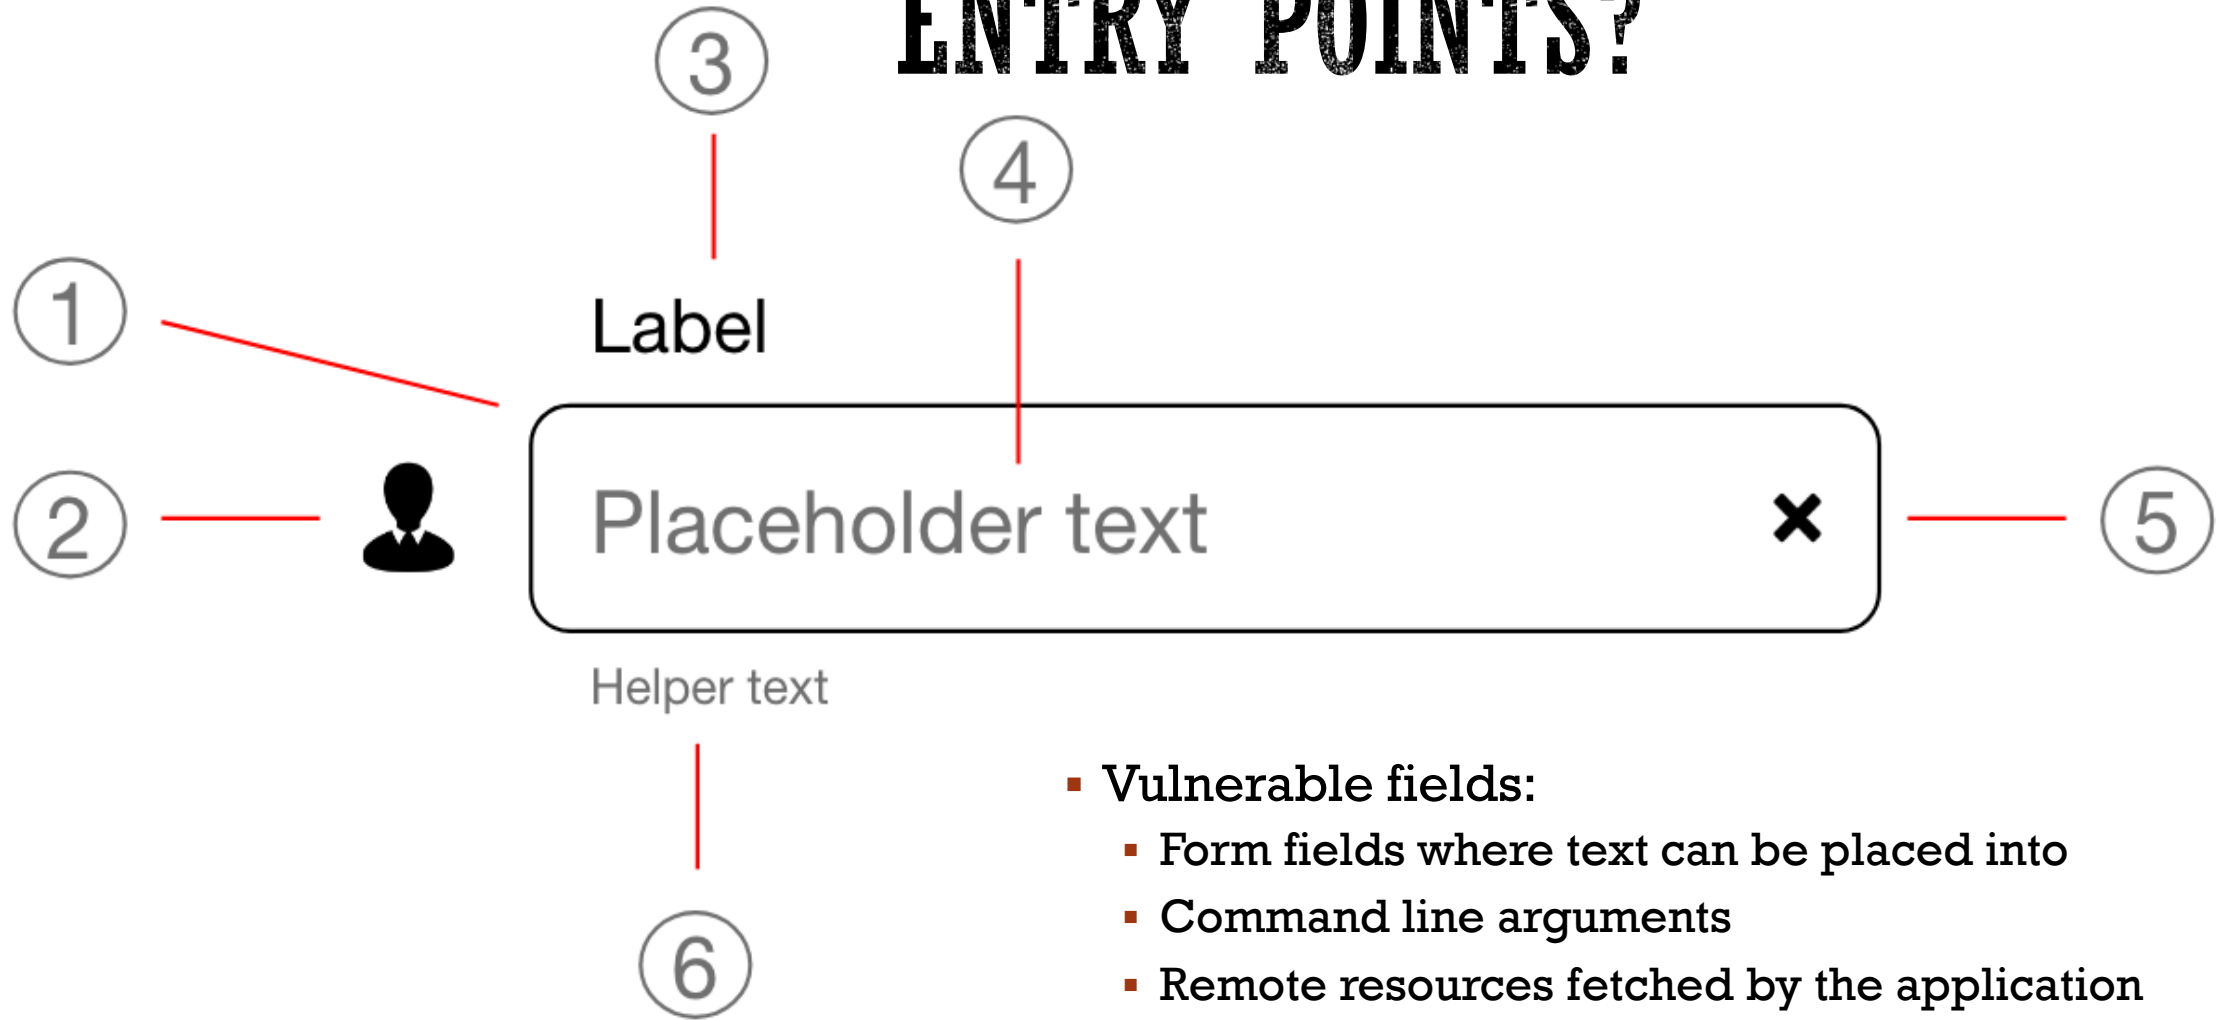 ENTRY POINTS?
3
4
1
Label
2
Placeholder text
5
Helper text
6
Vulnerable fields:
Form fields where text can be placed into
Command line arguments
Remote resources fetched by the application